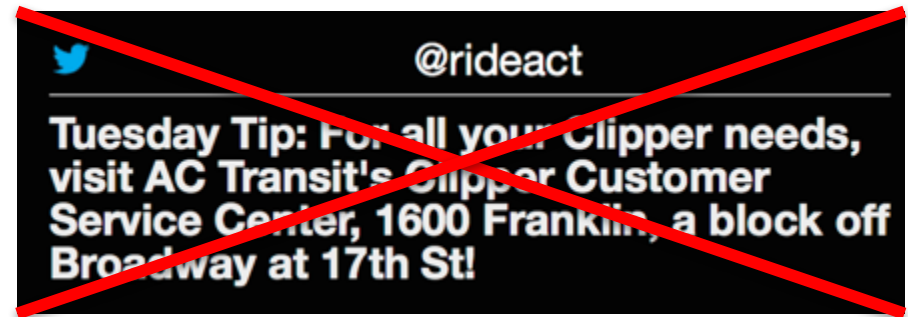 @rideact
Tuesday Tip: For all your Clipper needs,
visit AC Transit's Clipper Customer
Service Center, 1600 Franklin, a block off
Broadway at 17th St!